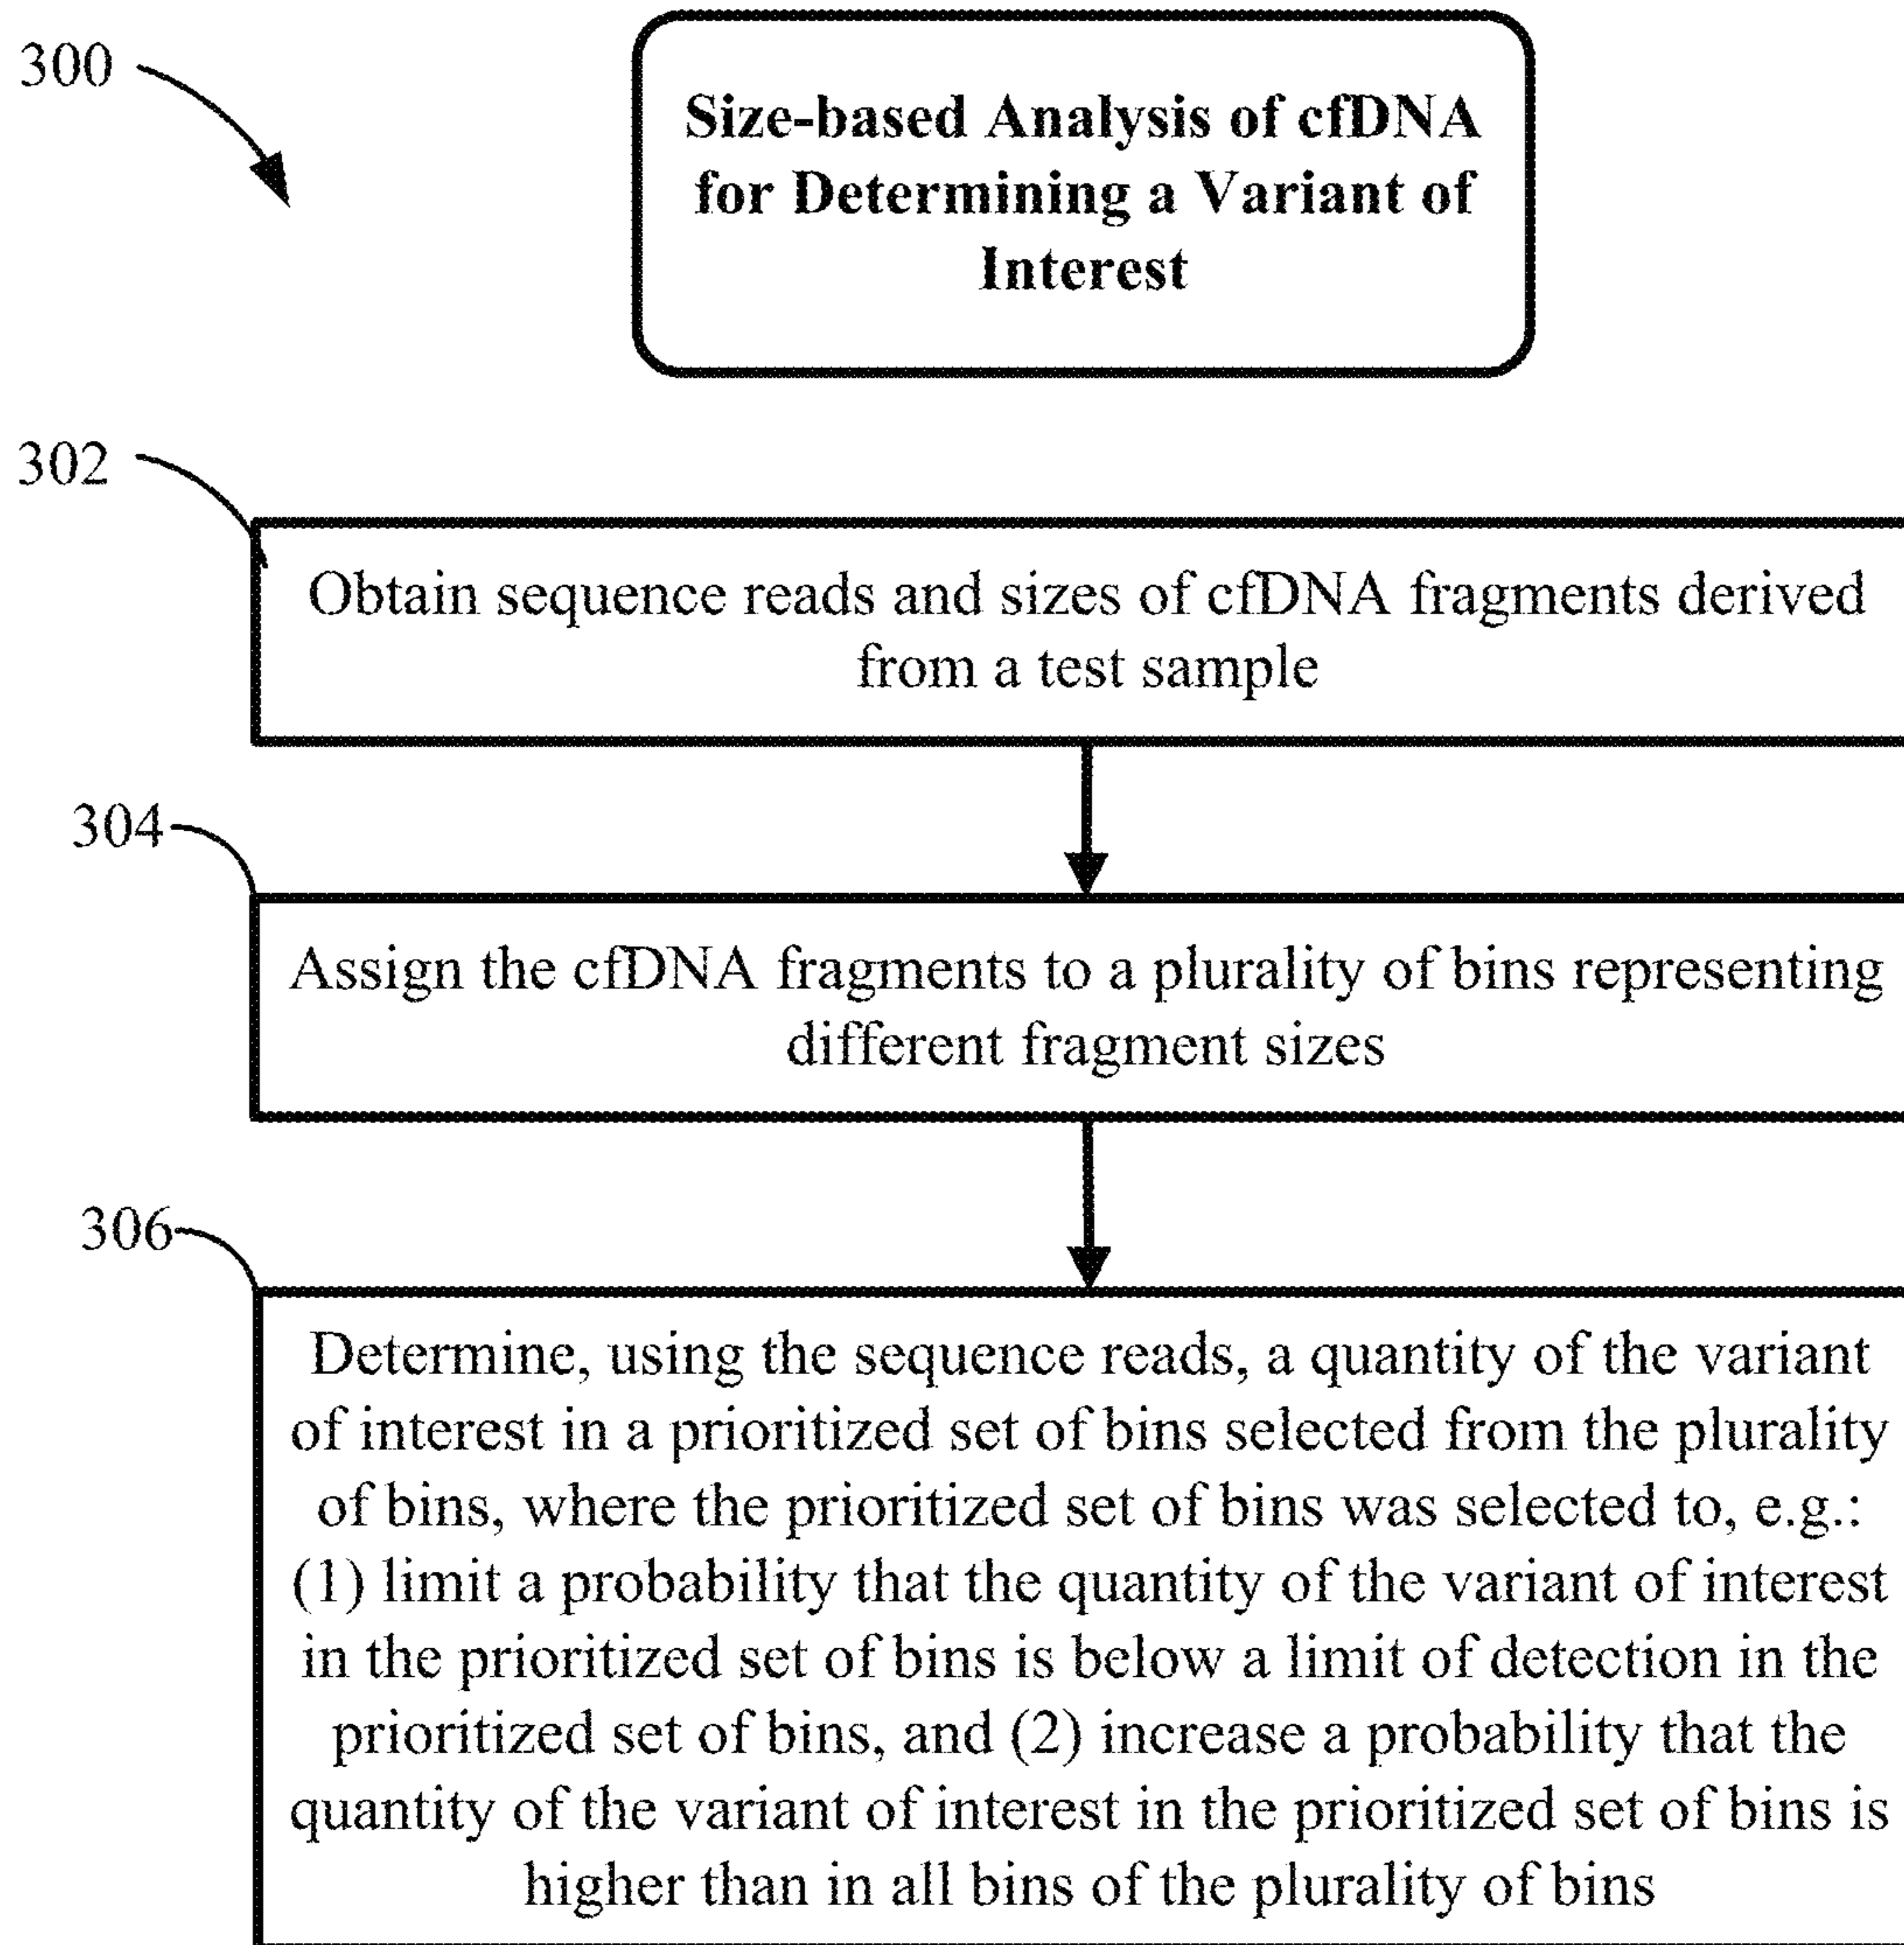 300
Size-based Analysis of cfDNA
for Determining a Variant of
Interest
302
Obtain sequence reads and sizes of cfDNA fragments derived
from a test sample
304
Assign the cfDNA fragments to a plurality of bins representing
different fragment sizes
306
Determine, using the sequence reads, a quantity of the variant
of interest in a prioritized set of bins selected from the plurality
of bins, where the prioritized set of bins was selected to, e.g.:
(1) limit a probability that the quantity of the variant of interest
in the prioritized set of bins is below a limit of detection in the
prioritized set of bins, and (2) increase a probability that the
quantity of the variant of interest in the prioritized set of bins is
higher than in all bins of the plurality of bins